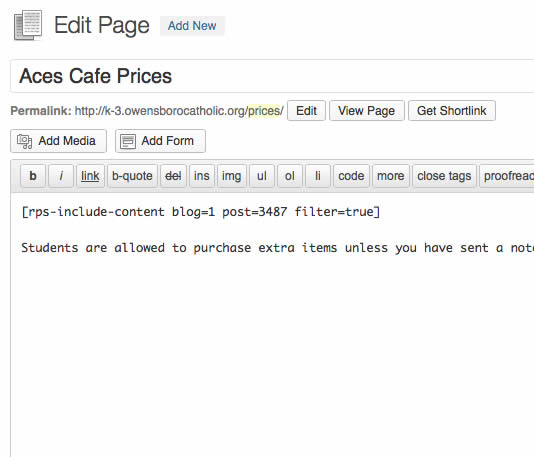 Edit Page Add New
Aces Cafe Prices
Permalink: http://k-3.owensborocatholic.org/prices/ Edit View Page Get Shortlink
Add Media Add Form
b i link b-quote del ins img ul ol li code more close tags proofread
[rps-include-content blog=1 post=3487 filter=true]
Students are allowed to purchase extra items unless you have sent a note